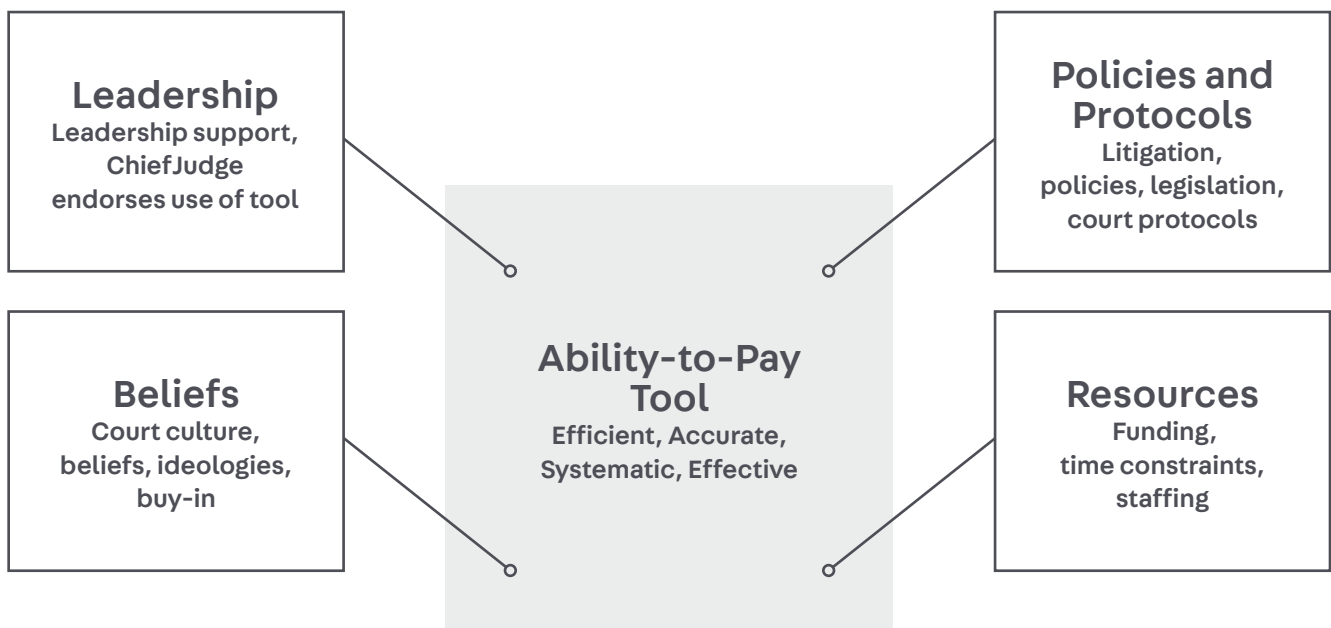 Leadership
Leadership support,
ChiefJudge
endorses use of tool
Policies and
Protocols
Litigation,
policies, legislation,
court protocols
Beliefs
Court culture,
beliefs, ideologies,
buy-in
Ability-to-Pay
Tool
Efficient, Accurate,
Systematic, Effective
Resources
Funding,
time constraints,
staffing